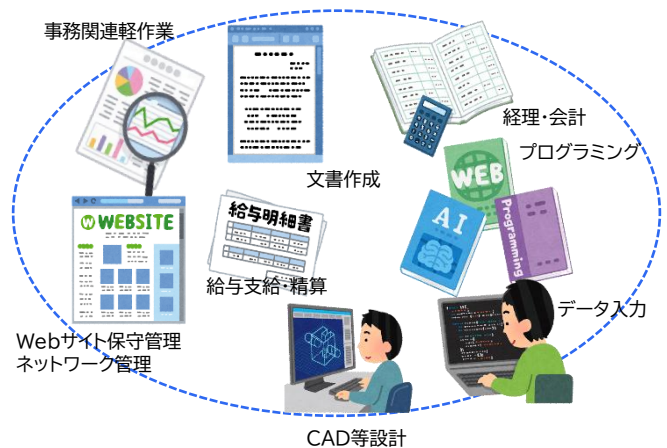 事務関連軽作業
経理・会計
プログラミング
WEB
文書作成
AI
Programming
W WEBSITE
給与明細書
給与支給・精算
データ入力
Webサイト保守管理
ネットワーク管理
CAD等設計